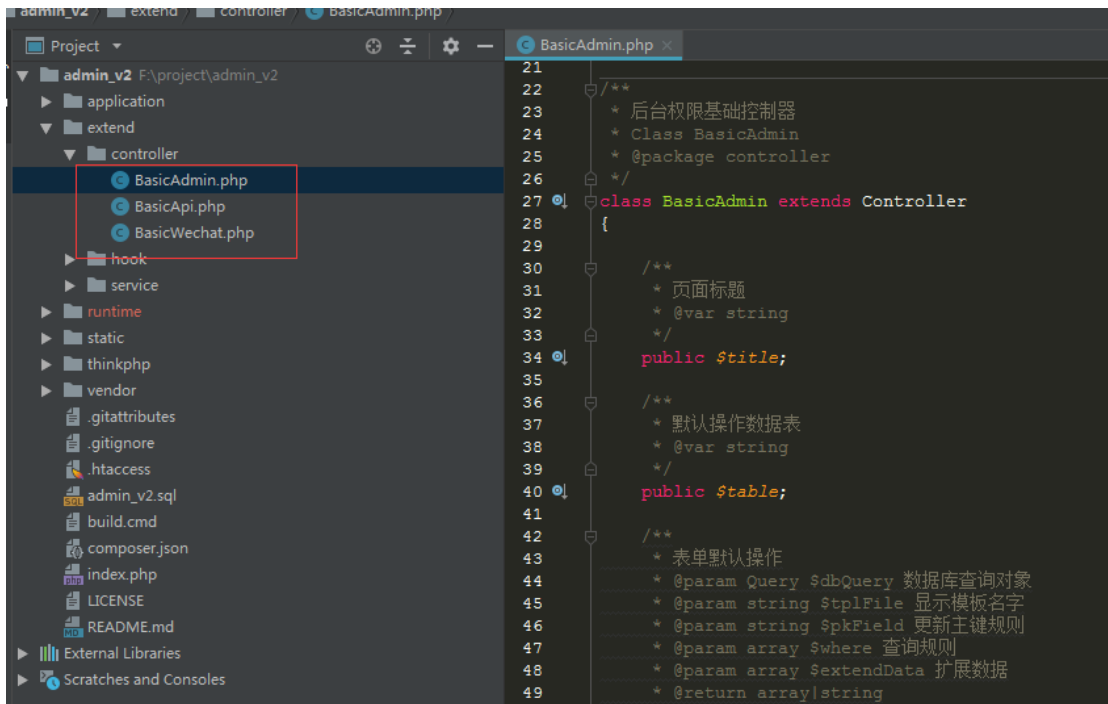 admin_v2 extend controller BasicAdmin.php
Project
BasicAdmin.php
admin_v2 F:\project\admin_v2
application
extend
controller
BasicAdmin.php
BasicApi.php
BasicWechat.php
hook
service
runtime
static
thinkphp
vendor
.gitattributes
.gitignore
.htaccess
admin_v2.sql
build.cmd
composer.json
index.php
LICENSE
README.md
External Libraries
Scratches and Consoles
21
22 /**
23 * 后台权限基础控制器
24 * Class BasicAdmin
25 * @package controller
26 */
27 class BasicAdmin extends Controller
28 {
29
30 /**
31 * 页面标题
32 * @var string
33 */
34 public $title;
35
36 /**
37 * 默认操作数据表
38 * @var string
39 */
40 public $table;
41
42 /**
43 * 表单默认操作
44 * @param Query $dbQuery 数据库查询对象
45 * @param string $tplFile 显示模板名字
46 * @param string $pkField 更新主键规则
47 * @param array $where 查询规则
48 * @param array $extendData 扩展数据
49 * @return array|string